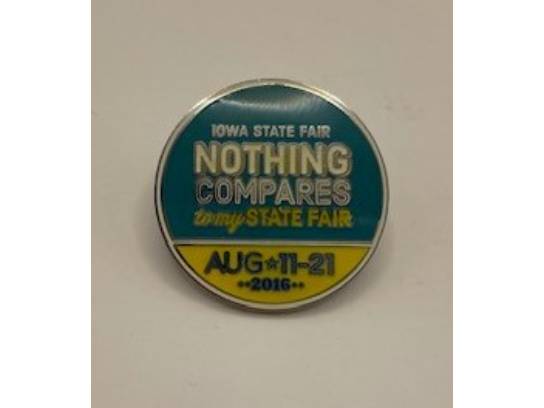 IOWA STATE FAIR
NOTHING
COMPARES
to my STATE FAIR
AUG★11-21
••2016••